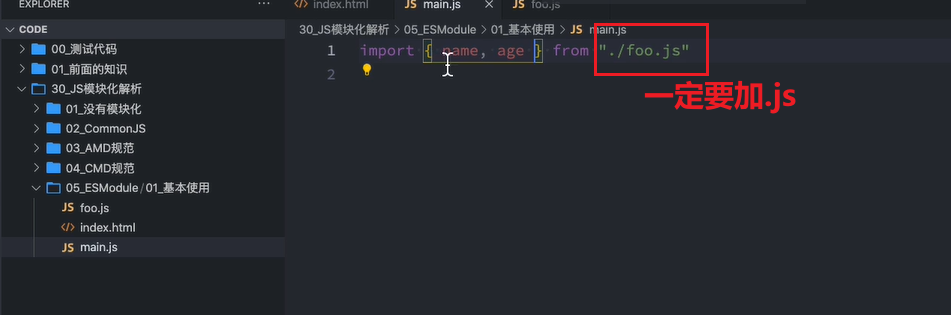 EXPLORER
...
index.html
main.js
foo.js
CODE
00_测试代码
01_前面的知识
30_JS模块化解析
01_没有模块化
02_CommonJS
03_AMD规范
04_CMD规范
05_ESModule / 01_基本使用
JS foo.js
</> index.html
JS main.js
30_JS模块化解析 > 05_ESModule > 01_基本使用 > JS main.js
1 import { name, age } from "./foo.js"
2
一定要加.js